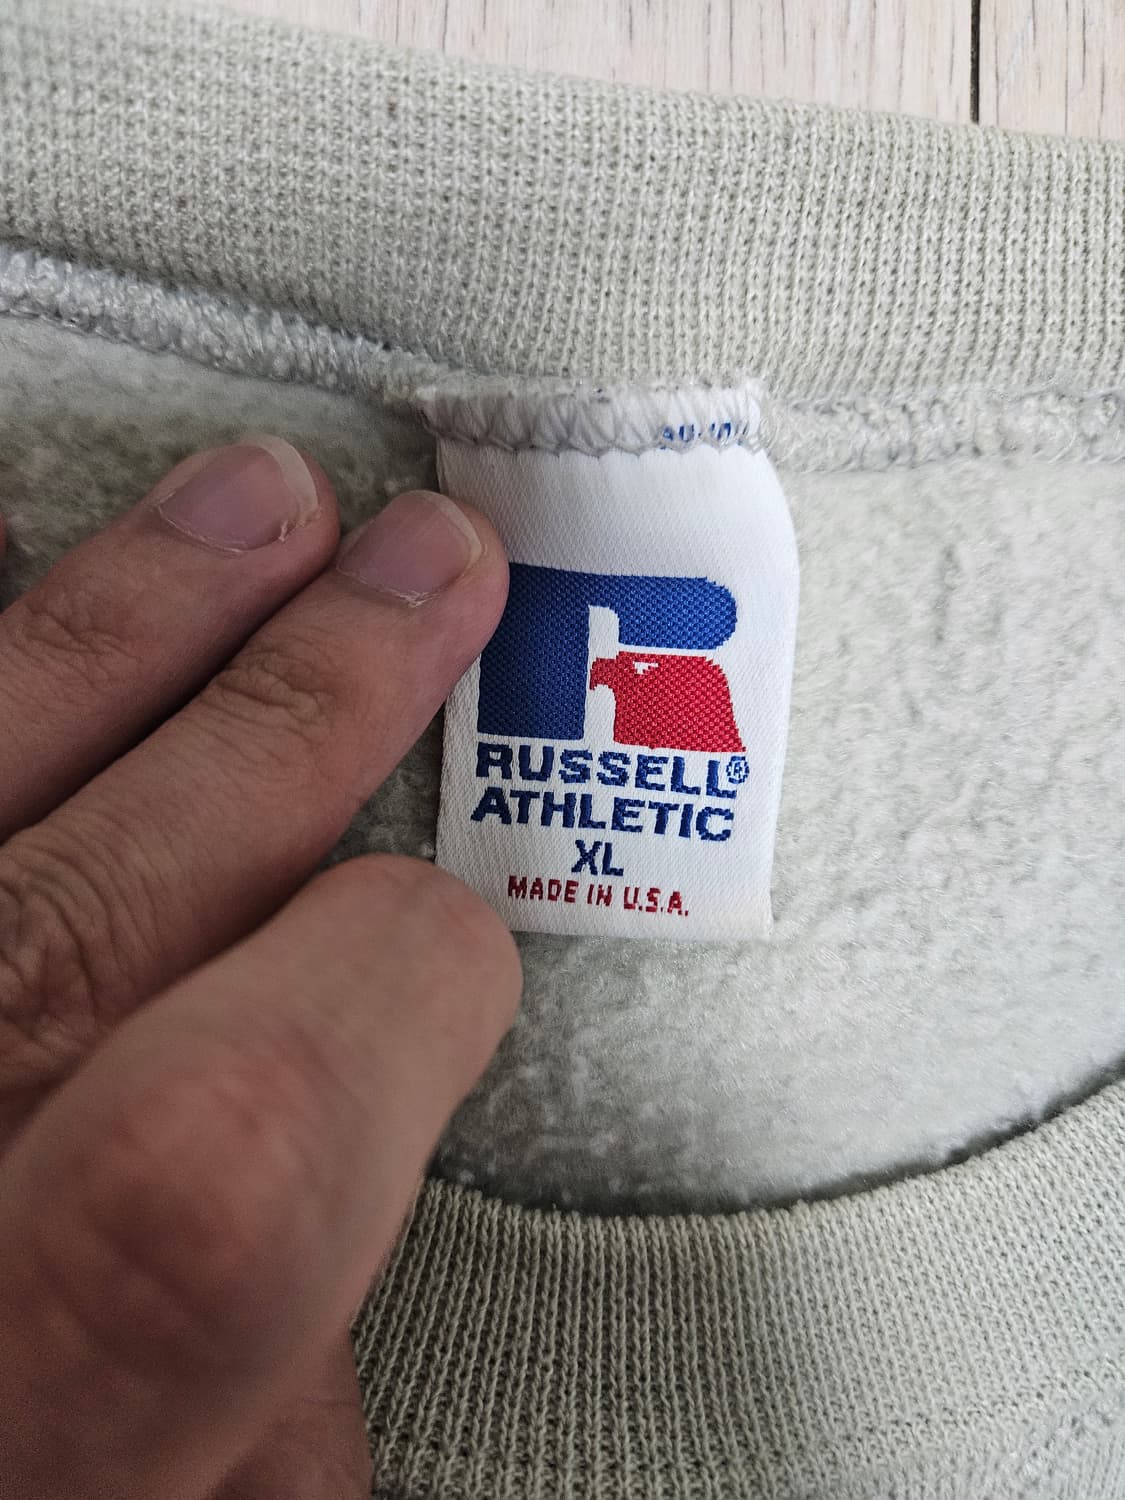 RUSSELL®
ATHLETIC
XL
MADE IN U.S.A.